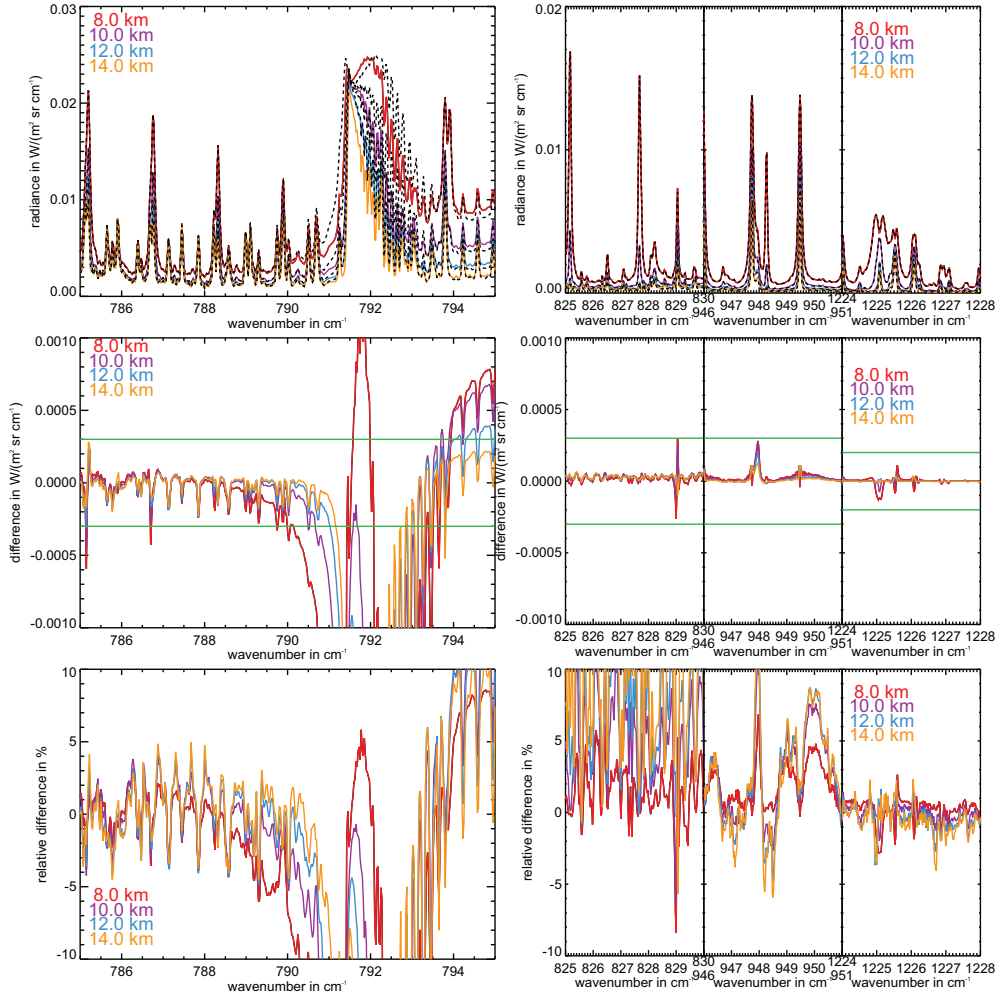 0.03
0.02
0.01
0.00
radiance in W/(m² sr cm⁻¹)
8.0 km
10.0 km
12.0 km
14.0 km
786 788 790 792 794
wavenumber in cm⁻¹
0.02
0.01
0.00
radiance in W/(m² sr cm⁻¹)
8.0 km
10.0 km
12.0 km
14.0 km
825 826 827 828 829 830
946 947 948 949 950 951
1224 1225 1226 1227 1228
wavenumber in cm⁻¹ wavenumber in cm⁻¹ wavenumber in cm⁻¹
0.0010
0.0005
0.0000
-0.0005
-0.0010
difference in W/(m² sr cm⁻¹)
8.0 km
10.0 km
12.0 km
14.0 km
786 788 790 792 794
wavenumber in cm⁻¹
0.0010
0.0005
0.0000
-0.0005
-0.0010
difference in W/(m² sr cm⁻¹)
8.0 km
10.0 km
12.0 km
14.0 km
825 826 827 828 829 830
946 947 948 949 950 951
1224 1225 1226 1227 1228
wavenumber in cm⁻¹ wavenumber in cm⁻¹ wavenumber in cm⁻¹
10
5
0
-5
-10
relative difference in %
8.0 km
10.0 km
12.0 km
14.0 km
786 788 790 792 794
wavenumber in cm⁻¹
10
5
0
-5
-10
relative difference in %
8.0 km
10.0 km
12.0 km
14.0 km
825 826 827 828 829 830
946 947 948 949 950 951
1224 1225 1226 1227 1228
wavenumber in cm⁻¹ wavenumber in cm⁻¹ wavenumber in cm⁻¹